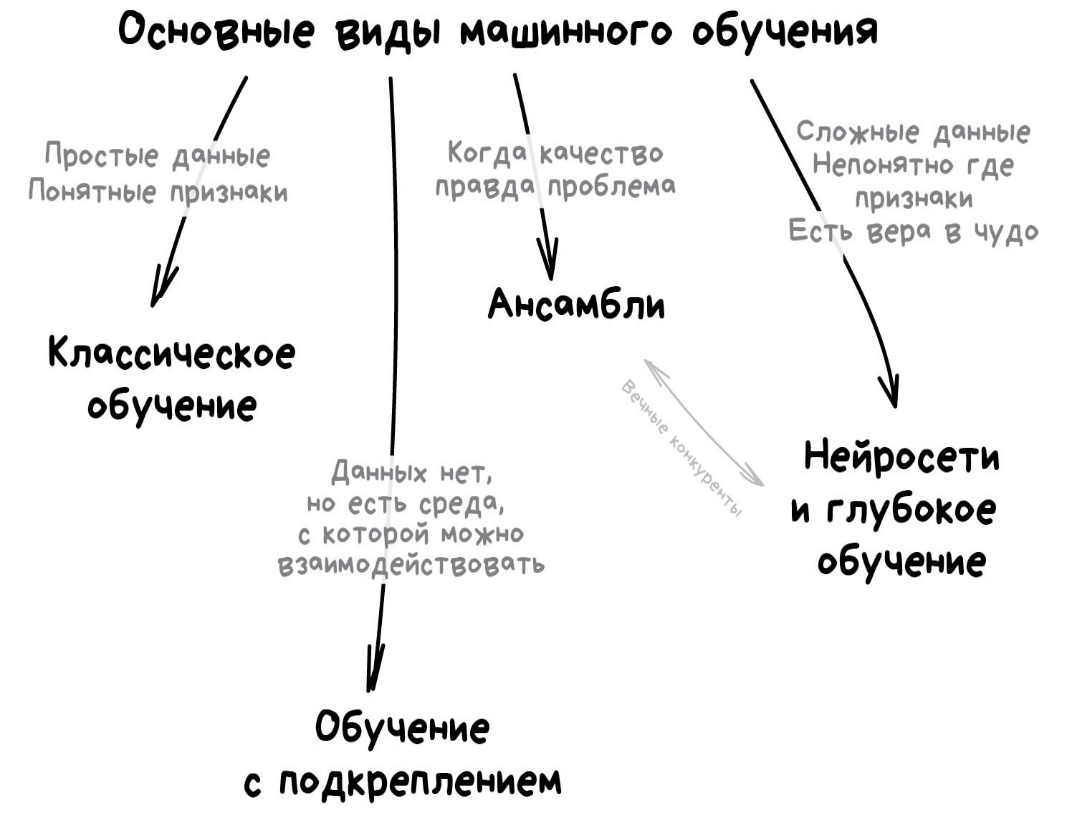 Основные виды машинного обучения
Простые данные
Понятные признаки
Классическое
обучение
Данных нет,
но есть среда,
с которой можно
взаимодействовать
Обучение
с подкреплением
Когда качество
правда проблема
Ансамбли
Вечные конкуренты
Сложные данные
Непонятно где
признаки
Есть вера в чудо
Нейросети
и глубокое
обучение